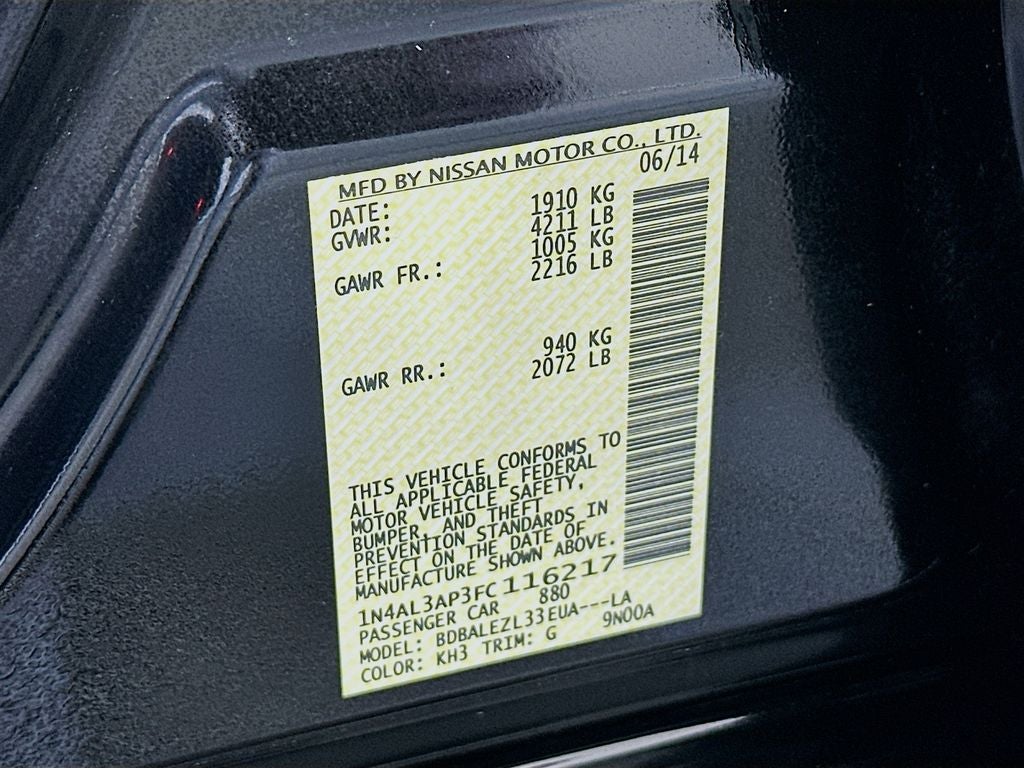 MFD BY NISSAN MOTOR CO., LTD.
DATE: 06/14
GVWR: 1910 KG
4211 LB
GAWR FR.: 1005 KG
2216 LB
GAWR RR.: 940 KG
2072 LB
THIS VEHICLE CONFORMS TO
ALL APPLICABLE FEDERAL
MOTOR VEHICLE SAFETY,
BUMPER, AND THEFT
PREVENTION STANDARDS IN
EFFECT ON THE DATE OF
MANUFACTURE SHOWN ABOVE.
1N4AL3AP3FC116217
PASSENGER CAR 880
MODEL: BDBALEZL33EUA---LA
COLOR: KH3 TRIM: G 9N00A